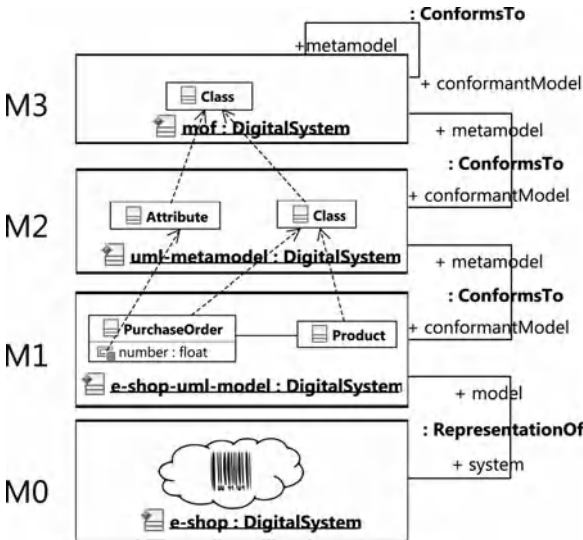 : ConformsTo
+metamodel
Class
+ conformantModel
M3
mof : DigitalSystem
+ metamodel
: ConformsTo
Attribute
Class
+ conformantModel
M2
uml-metamodel : DigitalSystem
+ metamodel
: ConformsTo
PurchaseOrder
Product
+ conformantModel
number : float
M1
e-shop-uml-model : DigitalSystem
+ model
: RepresentationOf
+ system
M0
e-shop : DigitalSystem